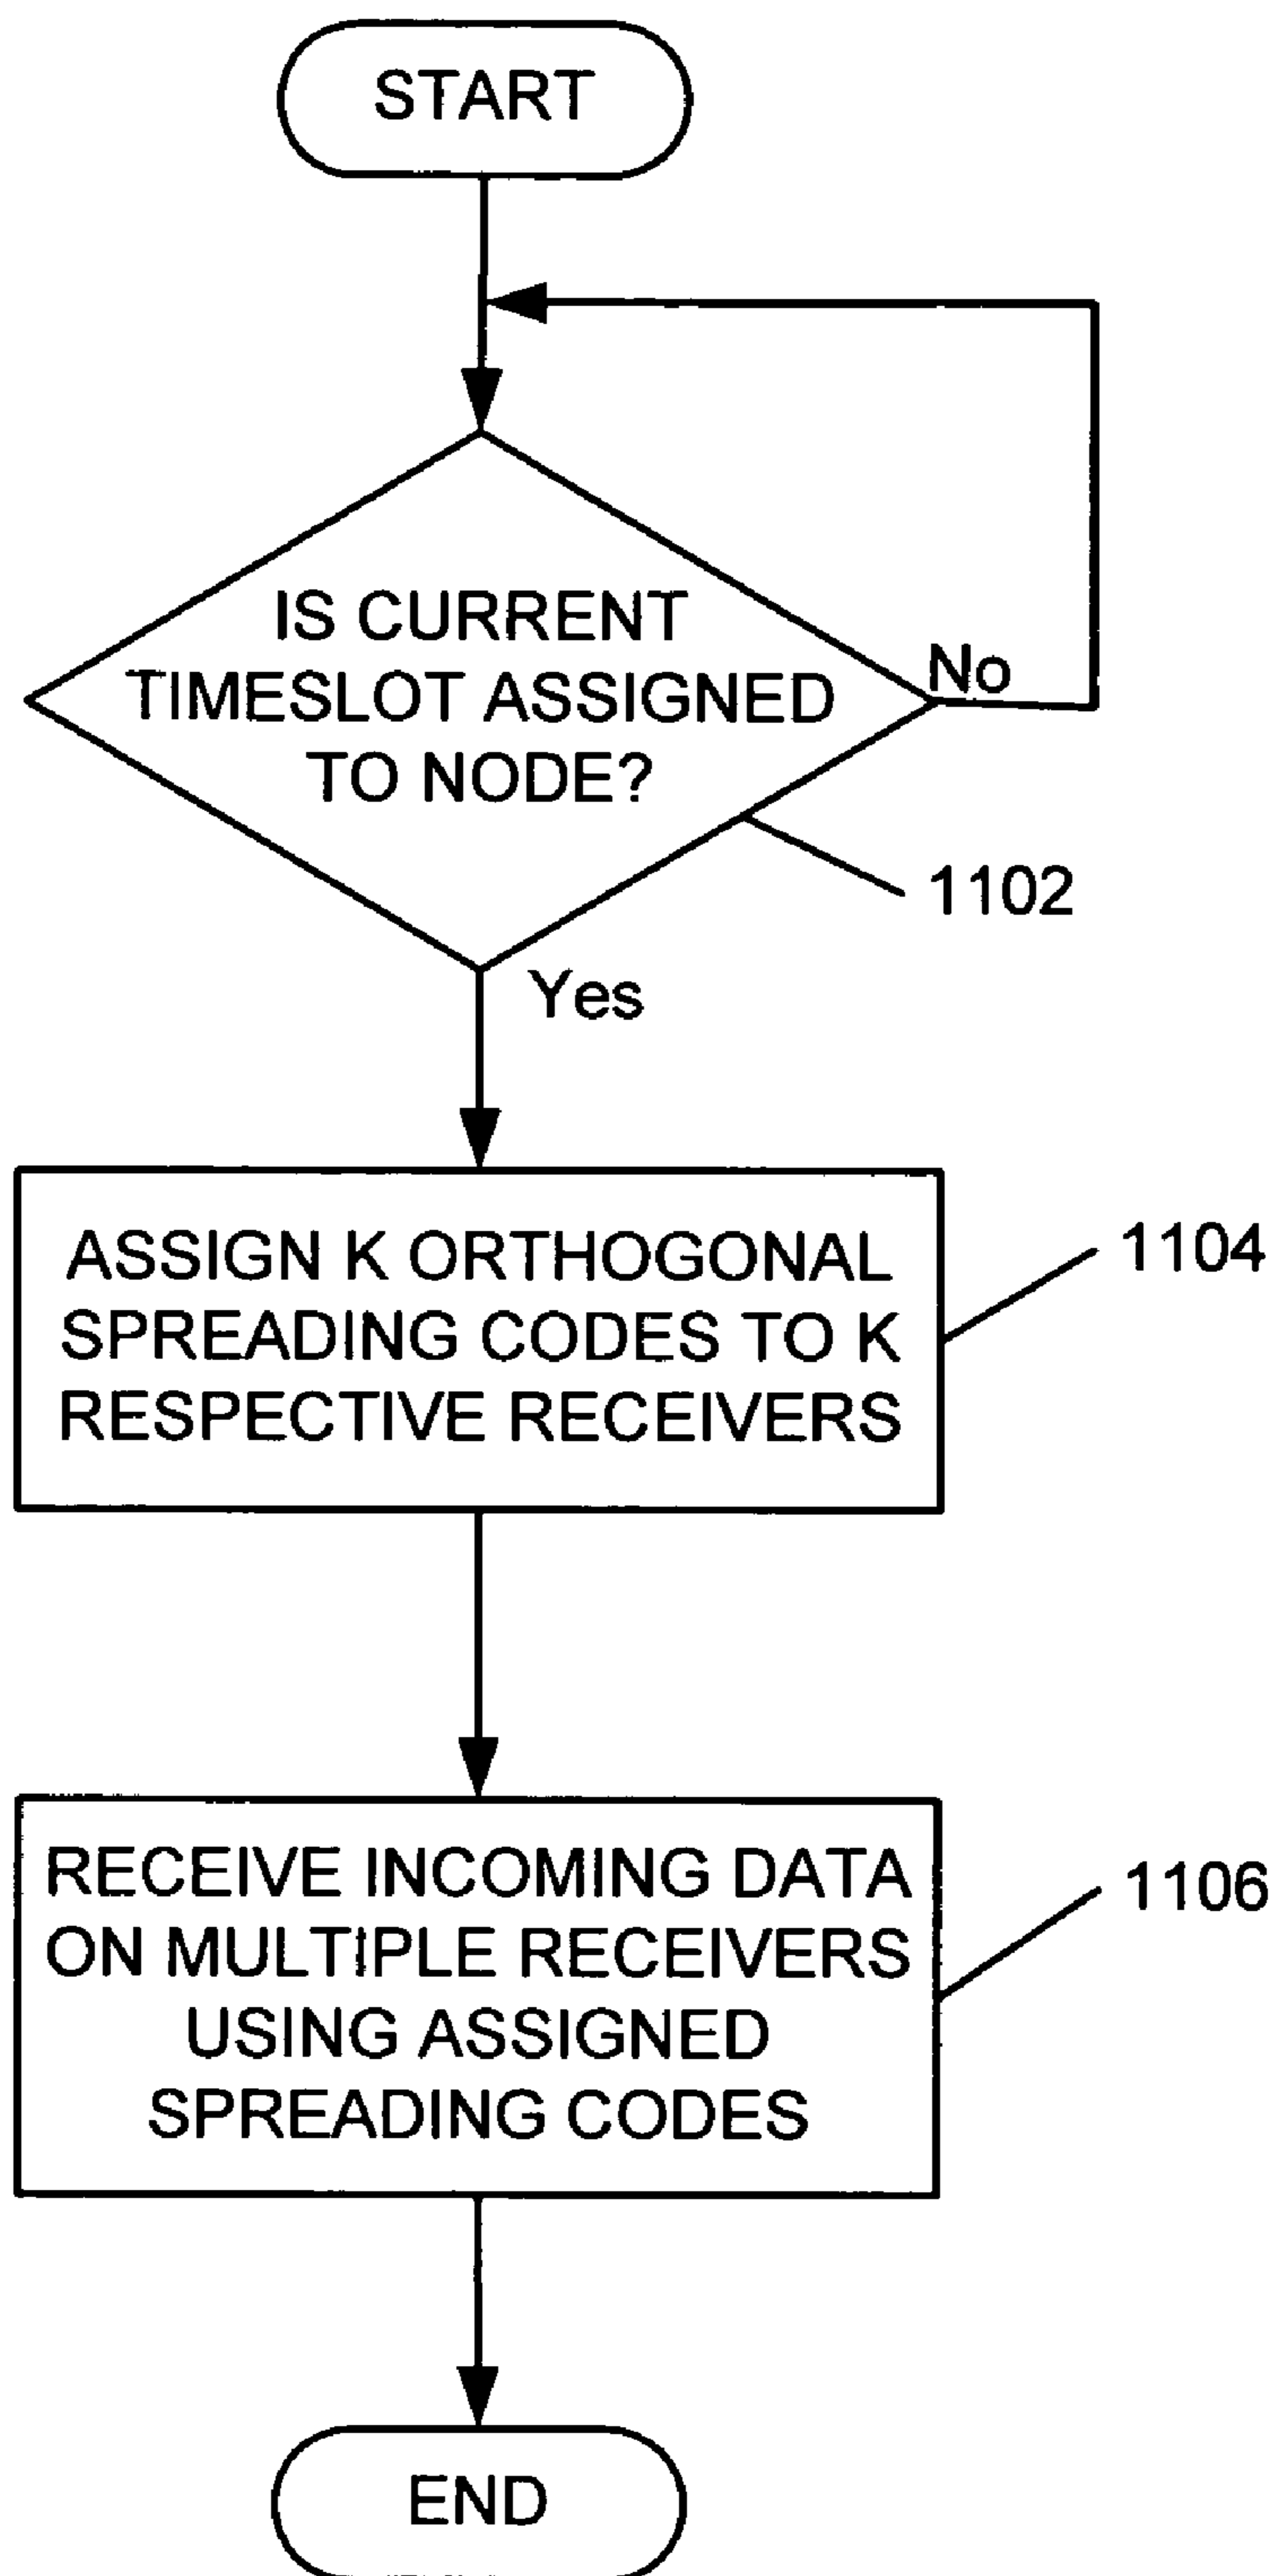 START
IS CURRENT
TIMESLOT ASSIGNED
TO NODE?
No
1102
Yes
ASSIGN K ORTHOGONAL
SPREADING CODES TO K
RESPECTIVE RECEIVERS
1104
RECEIVE INCOMING DATA
ON MULTIPLE RECEIVERS
USING ASSIGNED
SPREADING CODES
1106
END